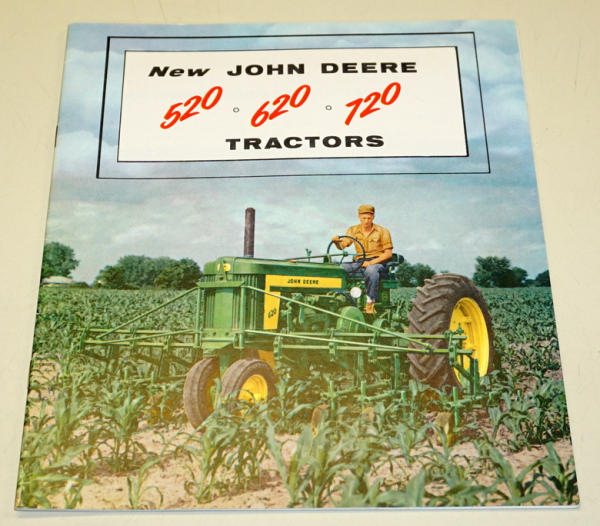 New JOHN DEERE
520 ° 620 ° 720
TRACTORS
JOHN DEERE
620